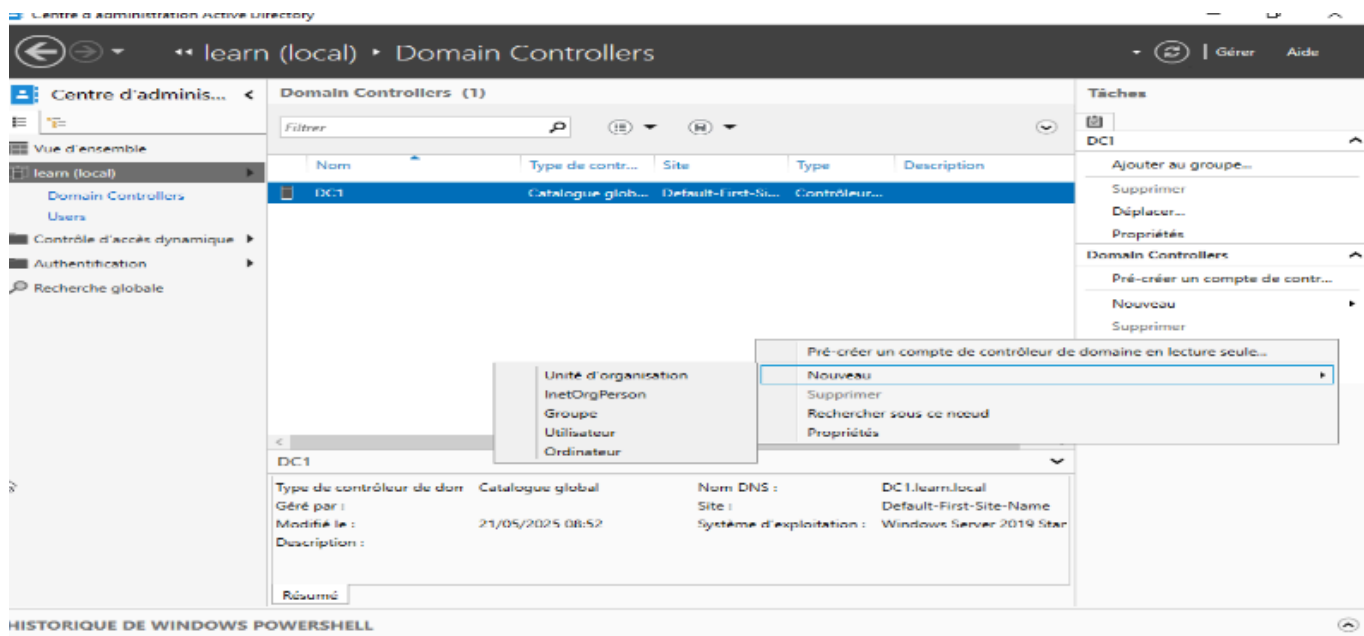 Centre d'administration Active Directory
learn (local) • Domain Controllers
Gérer
Aide
Centre d'adminis...
Vue d'ensemble
learn (local)
Domain Controllers
Users
Contrôle d'accès dynamique
Authentification
Recherche globale
Domain Controllers (1)
Filtrer
Nom
Type de contr...
Site
Type
Description
DC1
Catalogue glob...
Default-First-Si...
Contrôleur...
Tâches
DC1
Ajouter au groupe...
Supprimer
Déplacer...
Propriétés
Domain Controllers
Pré-créer un compte de contr...
Nouveau
Supprimer
Pré-créer un compte de contrôleur de domaine en lecture seule...
Nouveau
Supprimer
Rechercher sous ce nœud
Propriétés
Unité d'organisation
InetOrgPerson
Groupe
Utilisateur
Ordinateur
DC1
Type de contrôleur de dom
Catalogue global
Nom DNS :
DC1.learn.local
Géré par :
Site :
Default-First-Site-Name
Modifié le :
21/05/2025 08:52
Système d'exploitation :
Windows Server 2019 Stan
Description :
Résumé
HISTORIQUE DE WINDOWS POWERSHELL